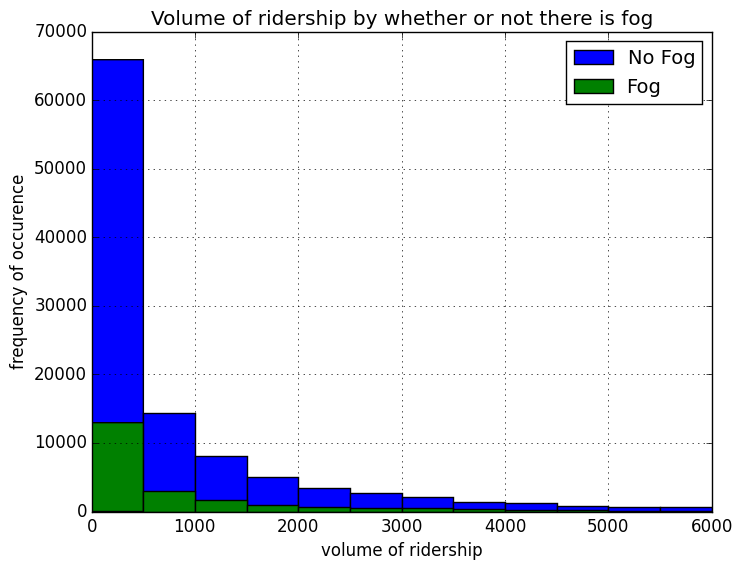 Volume of ridership by whether or not there is fog
70000
60000
50000
40000
30000
20000
10000
0
frequency of occurence
No Fog
Fog
0 1000 2000 3000 4000 5000 6000
volume of ridership